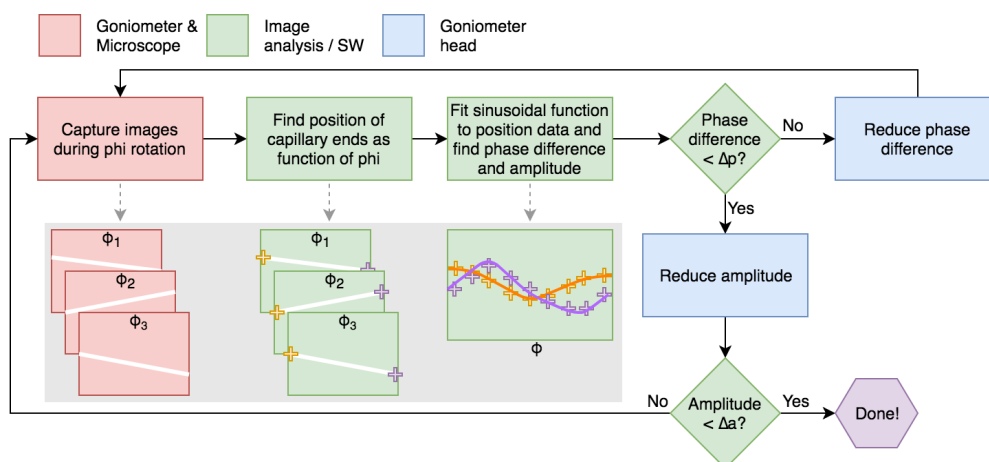 Goniometer &
Microscope
Image
analysis / SW
Goniometer
head
Capture images
during phi rotation
Find position of
capillary ends as
function of phi
Fit sinusoidal function
to position data and
find phase difference
and amplitude
Phase
difference
< Δp?
No
Reduce phase
difference
Yes
Reduce amplitude
Φ1
Φ2
Φ3
Φ1
Φ2
Φ3
Φ
No
Amplitude
< Δa?
Yes
Done!